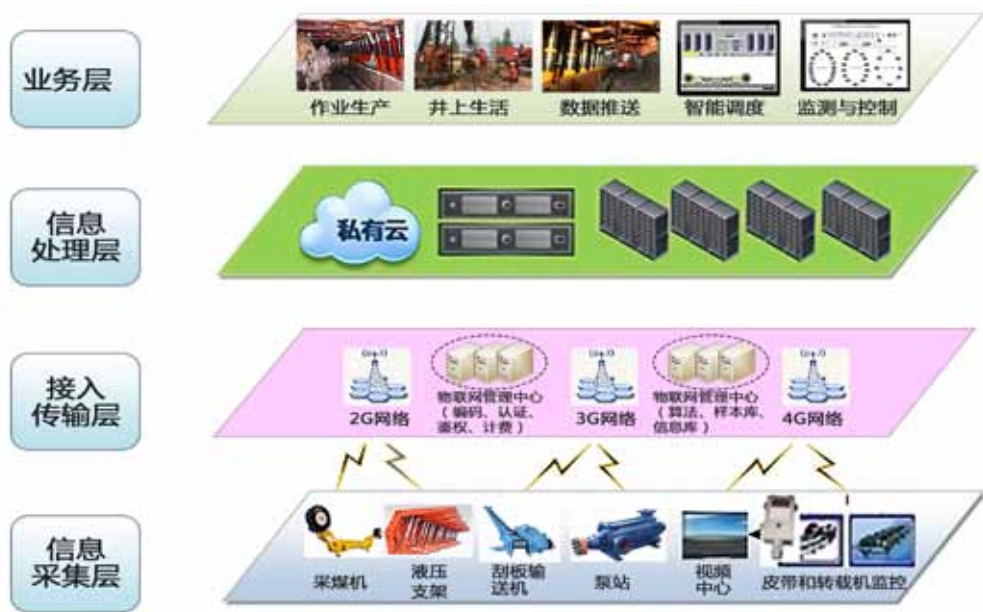 业务层
作业生产
井上生活
数据推送
智能调度
监测与控制
信息
处理层
私有云
接入
传输层
2G网络
物联网管理中心
（编码、认证、
鉴权、计费）
3G网络
物联网管理中心
（算法、样本库、
信息库）
4G网络
信息
采集层
采煤机
液压
支架
刮板输
送机
泵站
视频
中心
皮带和转载机监控